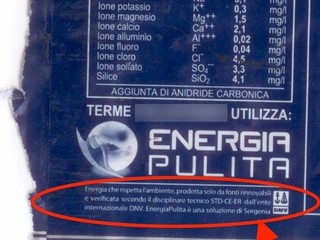 Ione potassio K⁺ 0,3 mg/l
Ione magnesio Mg⁺⁺ 1,5 mg/l
Ione calcio Ca⁺⁺ 2,1 mg/l
Ione alluminio Al⁺⁺⁺ 0,02 mg/l
Ione fluoro F⁻ 0,04 mg/l
Ione cloro Cl⁻ 4,5 mg/l
Ione solfato SO₄⁻⁻ 3,3 mg/l
Silice SiO₂ 4,1 mg/l
AGGIUNTA DI ANIDRIDE CARBONICA
TERME UTILIZZA:
ENERGIA
PULITA
Energia che rispetta l'ambiente, prodotta solo da fonti rinnovabili
e verificata secondo il disciplinare tecnico STD-CE-ER dall'ente
internazionale DNV. EnergiaPulita è una soluzione di Sorgenia
DNV